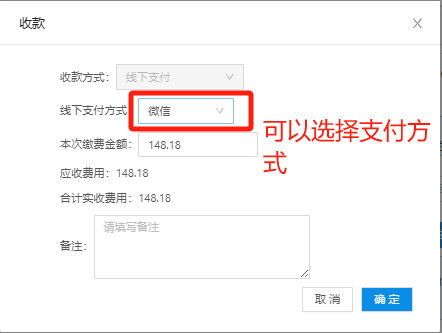 收款
收款方式： 线下支付
线下支付方式 微信
可以选择支付方式
本次缴费金额： 148.18
应收费用：148.18
合计实收费用：148.18
备注： 请填写备注
取 消 确 定